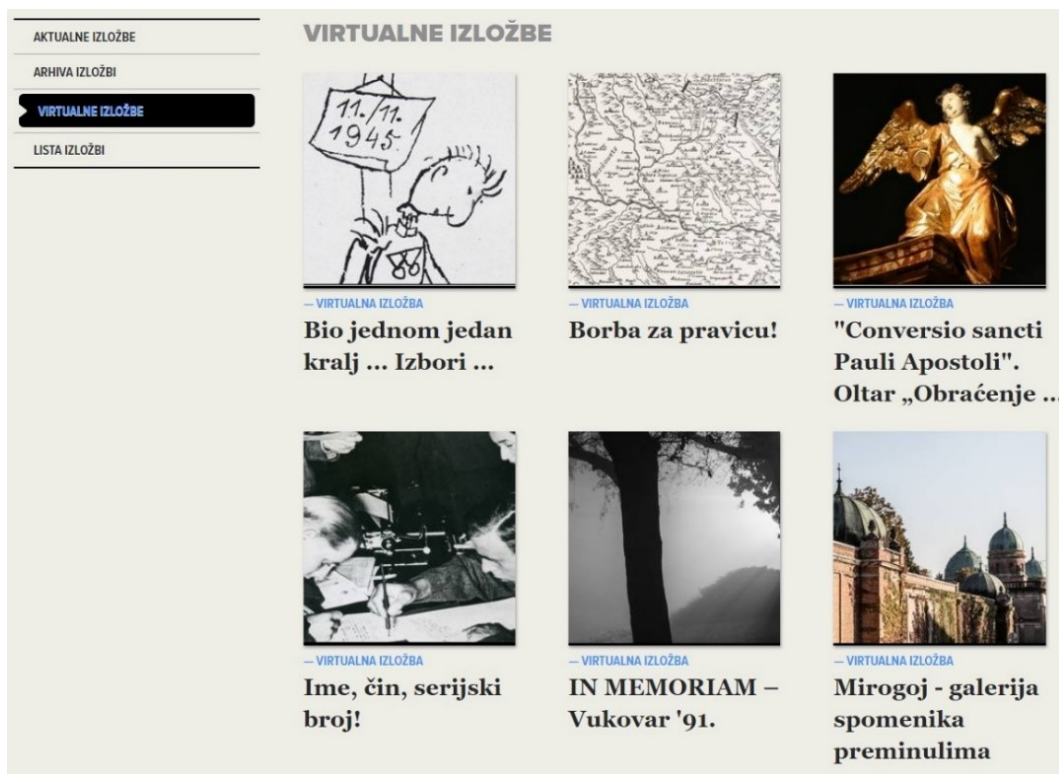 AKTUALNE IZLOŽBE
ARHIVA IZLOŽBI
VIRTUALNE IZLOŽBE
LISTA IZLOŽBI
VIRTUALNE IZLOŽBE
11./11.
1945.
— VIRTUALNA IZLOŽBA
Bio jednom jedan
kralj ... Izbori ...
— VIRTUALNA IZLOŽBA
Borba za pravicu!
— VIRTUALNA IZLOŽBA
"Conversio sancti
Pauli Apostoli".
Oltar „Obraćenje ...
— VIRTUALNA IZLOŽBA
Ime, čin, serijski
broj!
— VIRTUALNA IZLOŽBA
IN MEMORIAM –
Vukovar '91.
— VIRTUALNA IZLOŽBA
Mirogoj - galerija
spomenika
preminulima